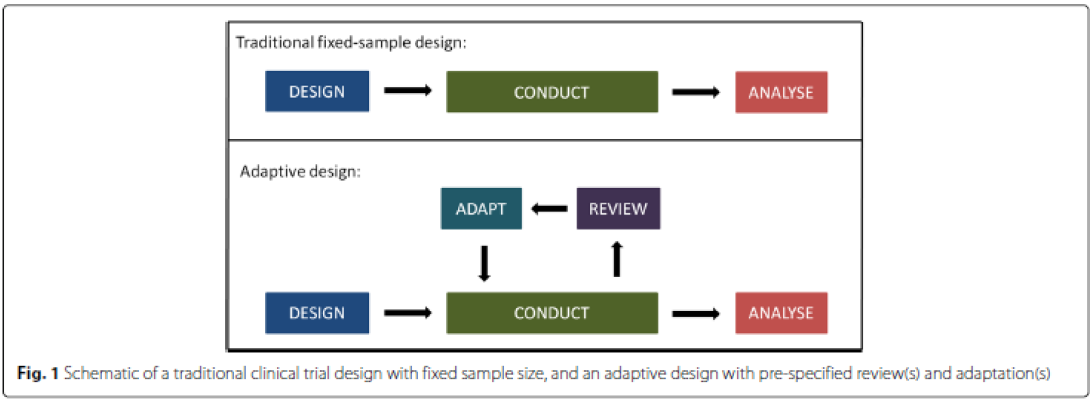 Traditional fixed-sample design:
DESIGN
CONDUCT
ANALYSE
Adaptive design:
ADAPT
REVIEW
DESIGN
CONDUCT
ANALYSE
Fig. 1 Schematic of a traditional clinical trial design with fixed sample size, and an adaptive design with pre-specified review(s) and adaptation(s)